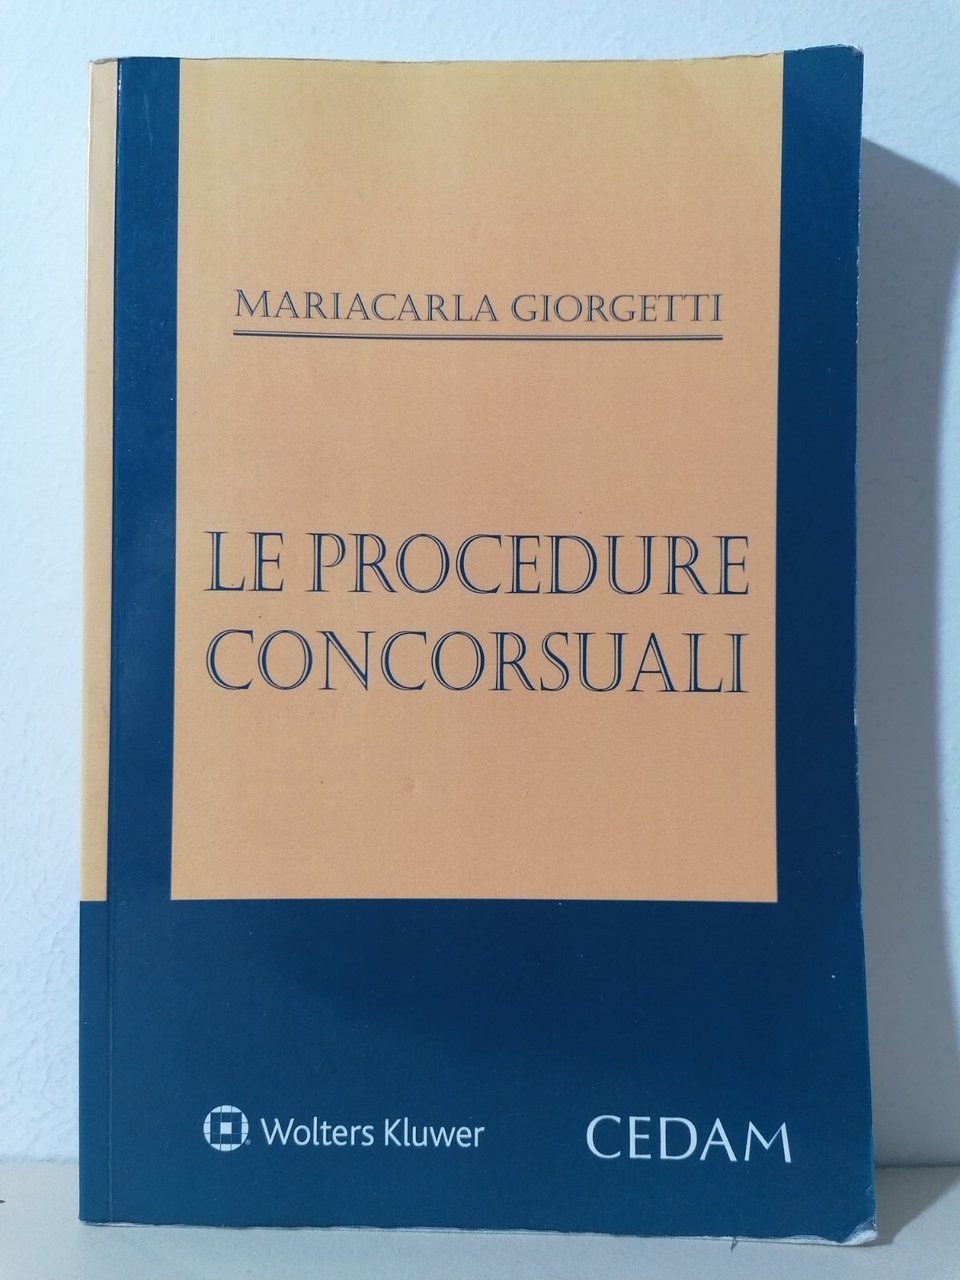 MARIACARLA GIORGETTI
LE PROCEDURE
CONCORSUALI
Wolters Kluwer
CEDAM